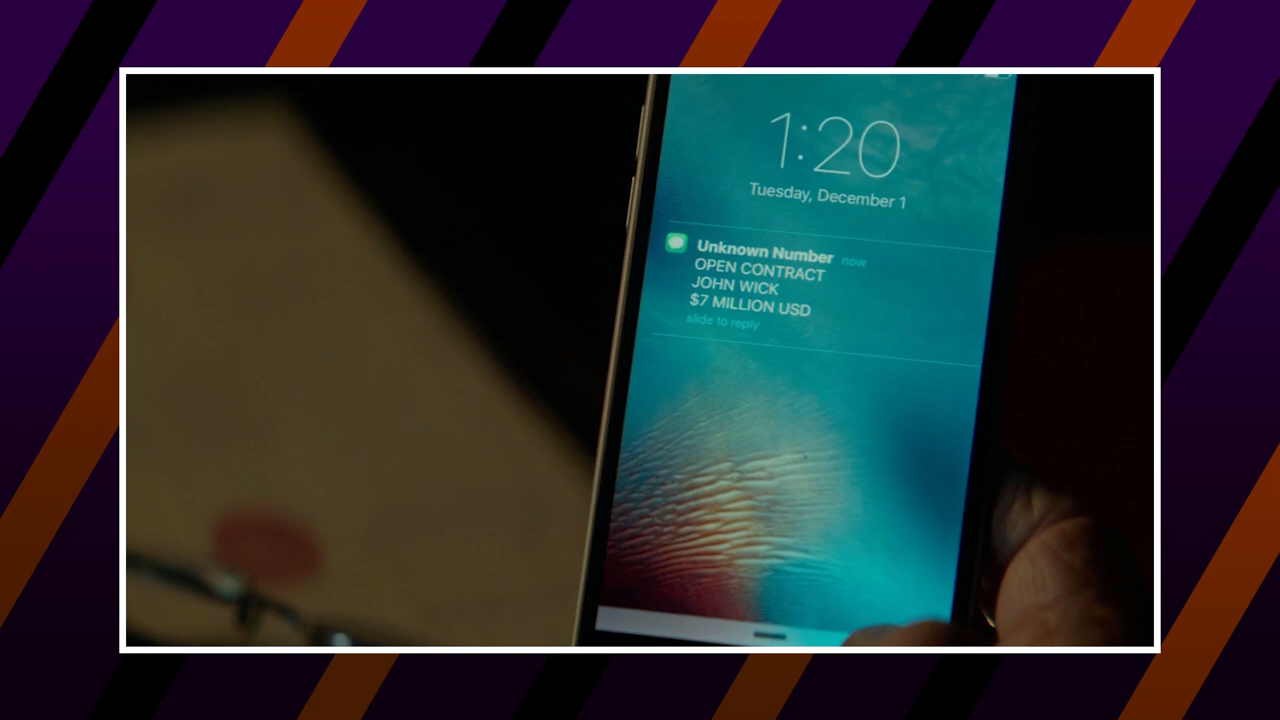 1:20
Tuesday, December 1
Unknown Number now
OPEN CONTRACT
JOHN WICK
$7 MILLION USD
slide to reply